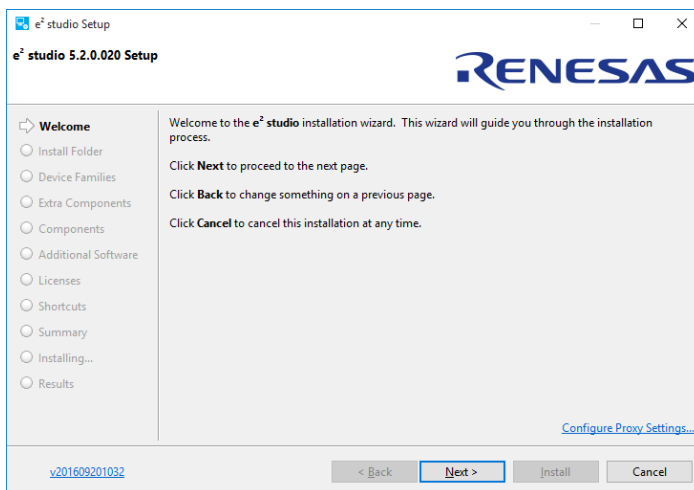 e² studio Setup
e² studio 5.2.0.020 Setup
RENESAS
Welcome
Install Folder
Device Families
Extra Components
Components
Additional Software
Licenses
Shortcuts
Summary
Installing...
Results
Welcome to the e² studio installation wizard. This wizard will guide you through the installation
process.
Click Next to proceed to the next page.
Click Back to change something on a previous page.
Click Cancel to cancel this installation at any time.
Configure Proxy Settings...
v201609201032
< Back
Next >
Install
Cancel